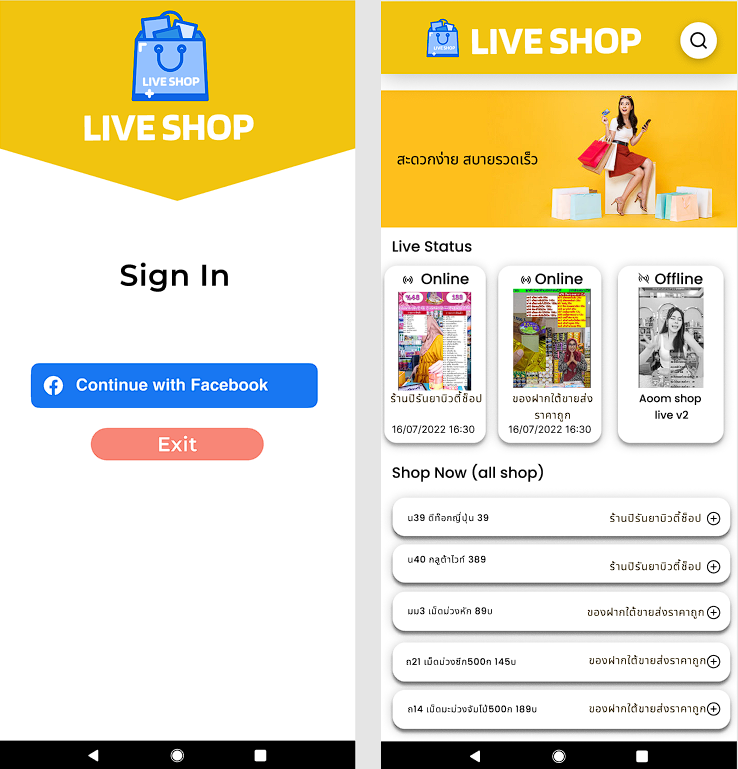 LIVE SHOP
LIVE SHOP
Sign In
Continue with Facebook
Exit
LIVE SHOP
LIVE SHOP
สะดวกง่าย สบายรวดเร็ว
Live Status
Online
%48
188
ร้านปิรันยาบิวตี้ช็อป
16/07/2022 16:30
Online
ของฝากใต้ขายส่ง
ราคาถูก
16/07/2022 16:30
Offline
Aoom shop
live v2
Shop Now (all shop)
น39 ดีท็อกญี่ปุ่น 39
ร้านปิรันยาบิวตี้ช็อป
น40 กลูต้าไวท์ 389
ร้านปิรันยาบิวตี้ช็อป
มม3 เม็ดม่วงหัก 89บ
ของฝากใต้ขายส่งราคาถูก
ถ21 เม็ดม่วงซีก500ก 145บ
ของฝากใต้ขายส่งราคาถูก
ถ14 เม็ดมะม่วงจัมโบ้500ก 189บ
ของฝากใต้ขายส่งราคาถูก